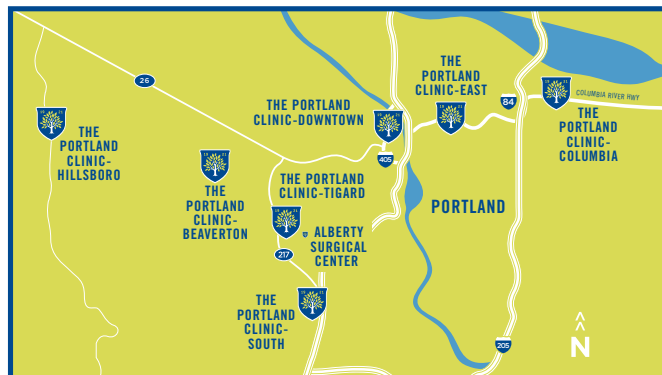 26
THE
PORTLAND
CLINIC-
HILLSBORO
THE
PORTLAND
CLINIC-
BEAVERTON
THE PORTLAND
CLINIC-DOWNTOWN
405
THE PORTLAND
CLINIC-TIGARD
ALBERTY
SURGICAL
CENTER
217
THE
PORTLAND
CLINIC-
SOUTH
THE
PORTLAND
CLINIC-EAST
84
COLUMBIA RIVER HWY
THE
PORTLAND
CLINIC-
COLUMBIA
PORTLAND
205
N